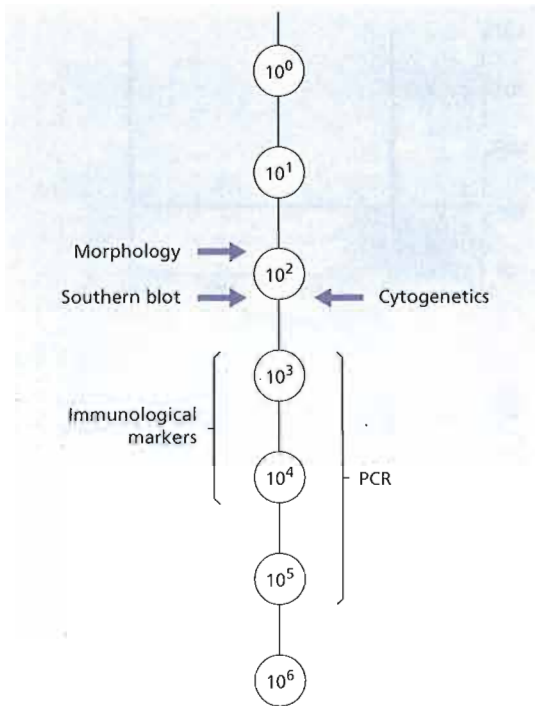 10⁰
10¹
Morphology
10²
Southern blot
Cytogenetics
10³
Immunological
markers
10⁴
PCR
10⁵
10⁶